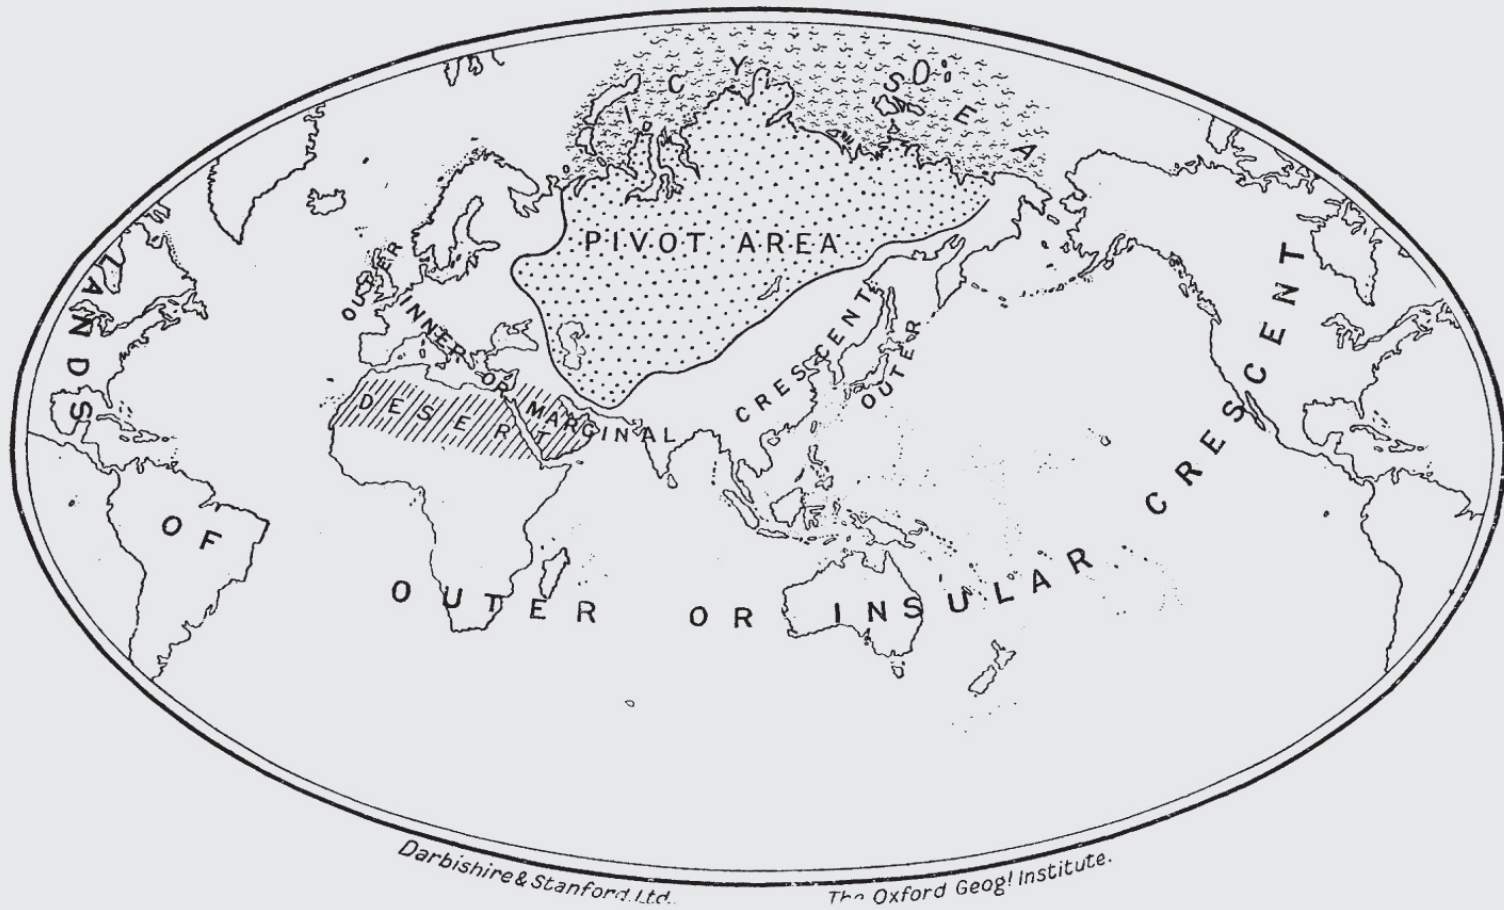 ICY SEA
PIVOT AREA
OUTER
INNER OR MARGINAL CRESCENT
OUTER
DESERT
LANDS OF OUTER OR INSULAR CRESCENT
Darbishire & Stanford, Ltd.
The Oxford Geog! Institute.